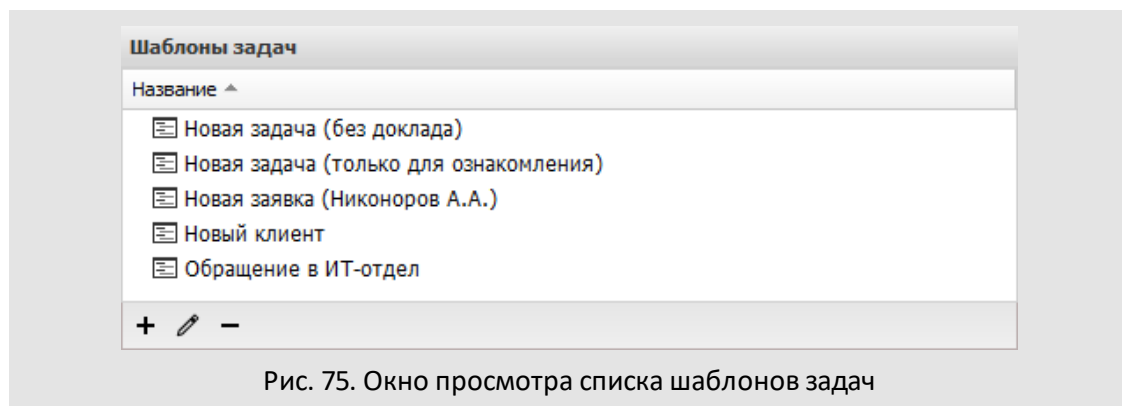 Шаблоны задач
Название
Новая задача (без доклада)
Новая задача (только для ознакомления)
Новая заявка (Никоноров А.А.)
Новый клиент
Обращение в ИТ-отдел
Рис. 75. Окно просмотра списка шаблонов задач